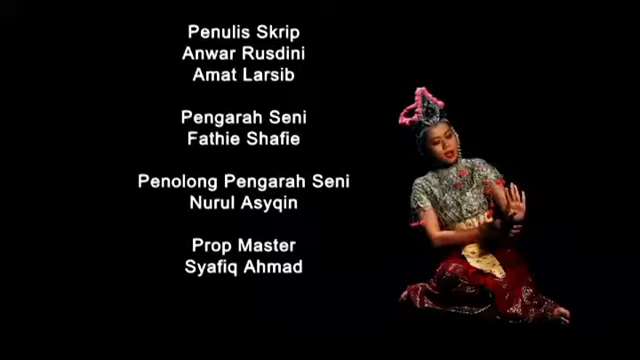 Penulis Skrip
Anwar Rusdini
Amat Larsib
Pengarah Seni
Fathie Shafie
Penolong Pengarah Seni
Nurul Asyqin
Prop Master
Syafiq Ahmad